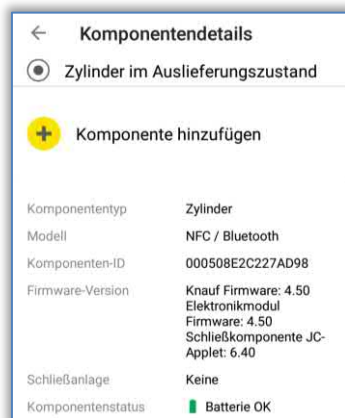 Komponentendetails
Zylinder im Auslieferungszustand
Komponente hinzufügen
Komponententyp Zylinder
Modell NFC / Bluetooth
Komponenten-ID 000508E2C227AD98
Firmware-Version Knauf Firmware: 4.50
Elektronikmodul
Firmware: 4.50
Schließkomponente JC-
Applet: 6.40
Schließanlage Keine
Komponentenstatus Batterie OK